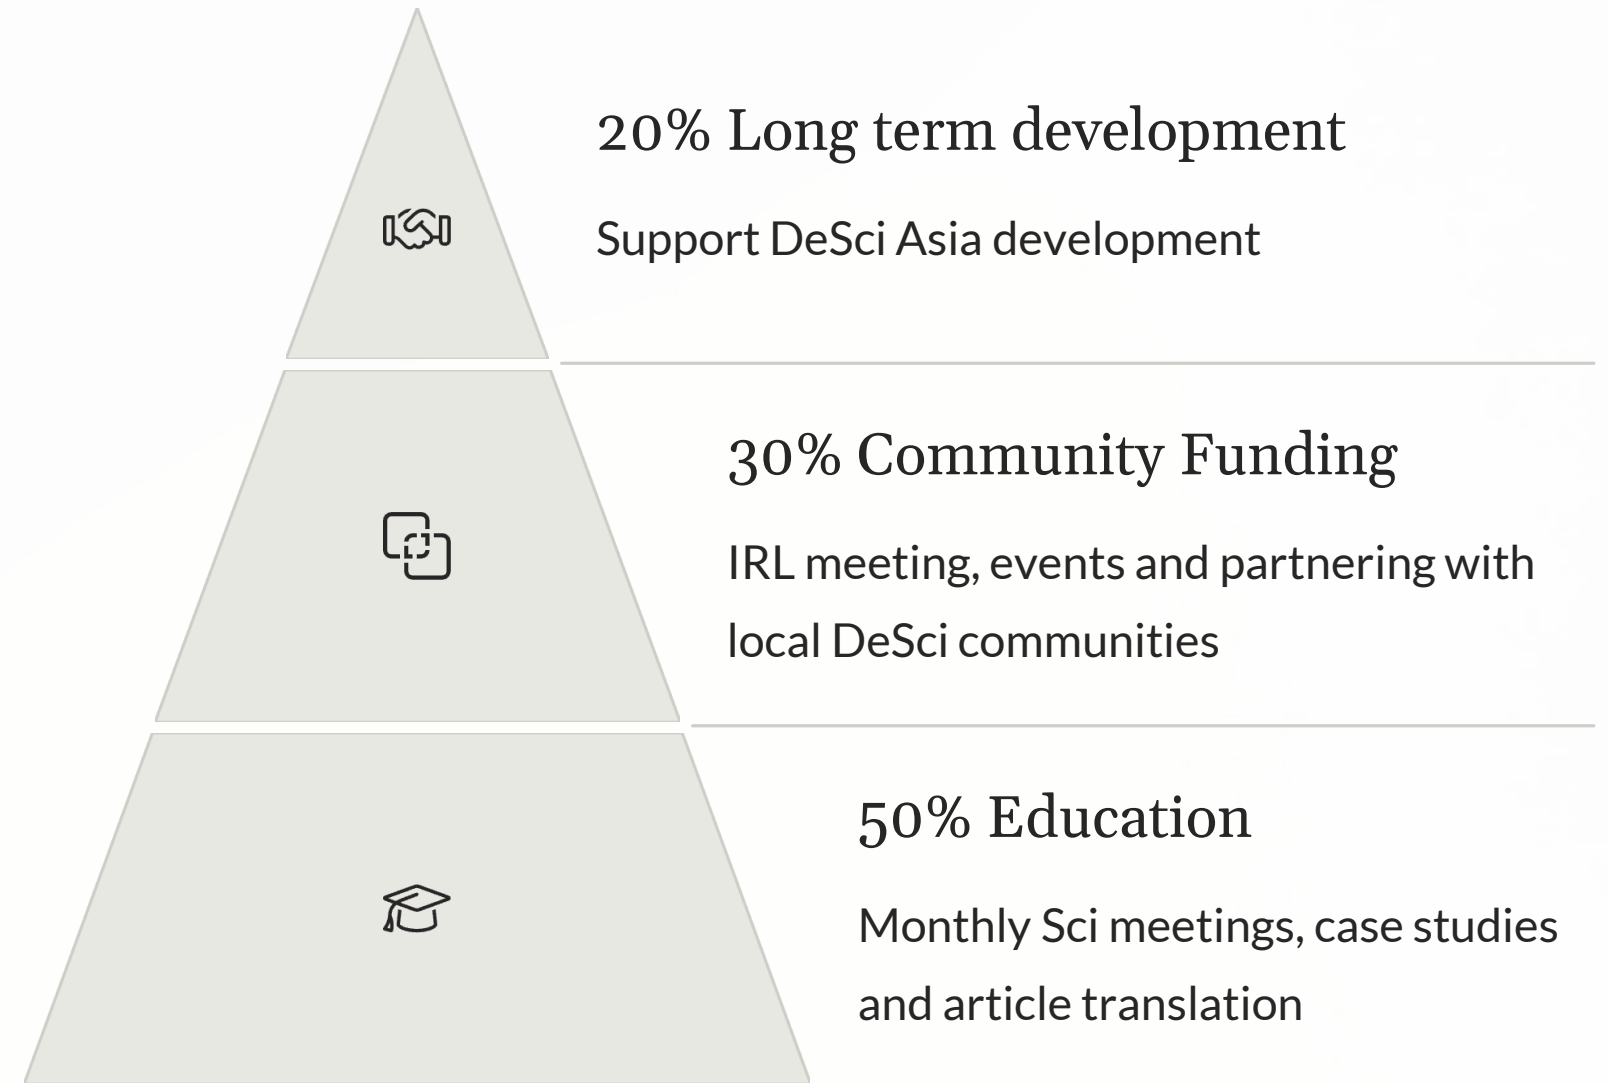 20% Long term development
Support DeSci Asia development
30% Community Funding
IRL meeting, events and partnering with
local DeSci communities
50% Education
Monthly Sci meetings, case studies
and article translation